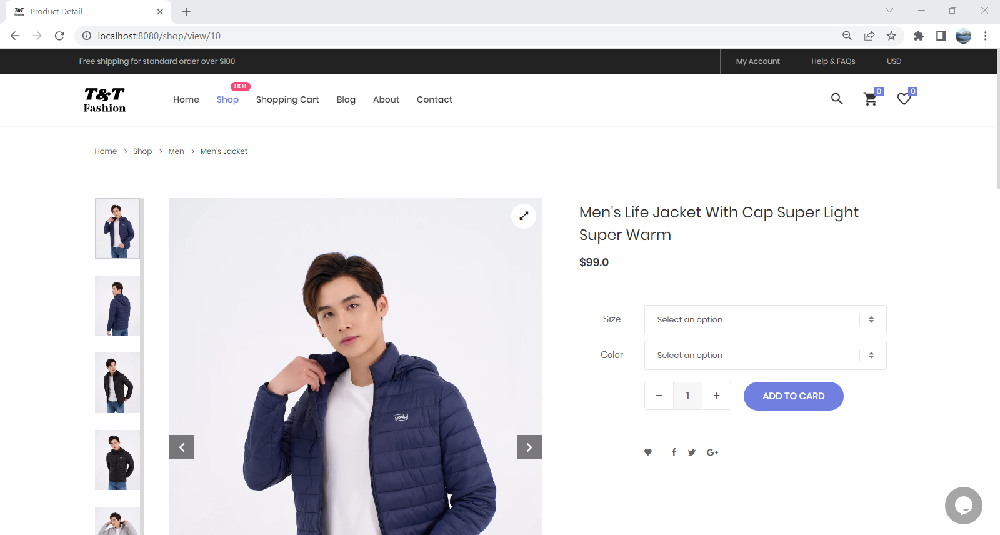 T&T
Fashion
Product Detail
localhost:8080/shop/view/10
Free shipping for standard order over $100
My Account
Help & FAQs
USD
T&T
Fashion
Home
HOT
Shop
Shopping Cart
Blog
About
Contact
0
0
Home > Shop > Men > Men's Jacket
Men's Life Jacket With Cap Super Light
Super Warm
$99.0
Size
Select an option
Color
Select an option
− 1 +
ADD TO CARD
G+
yody